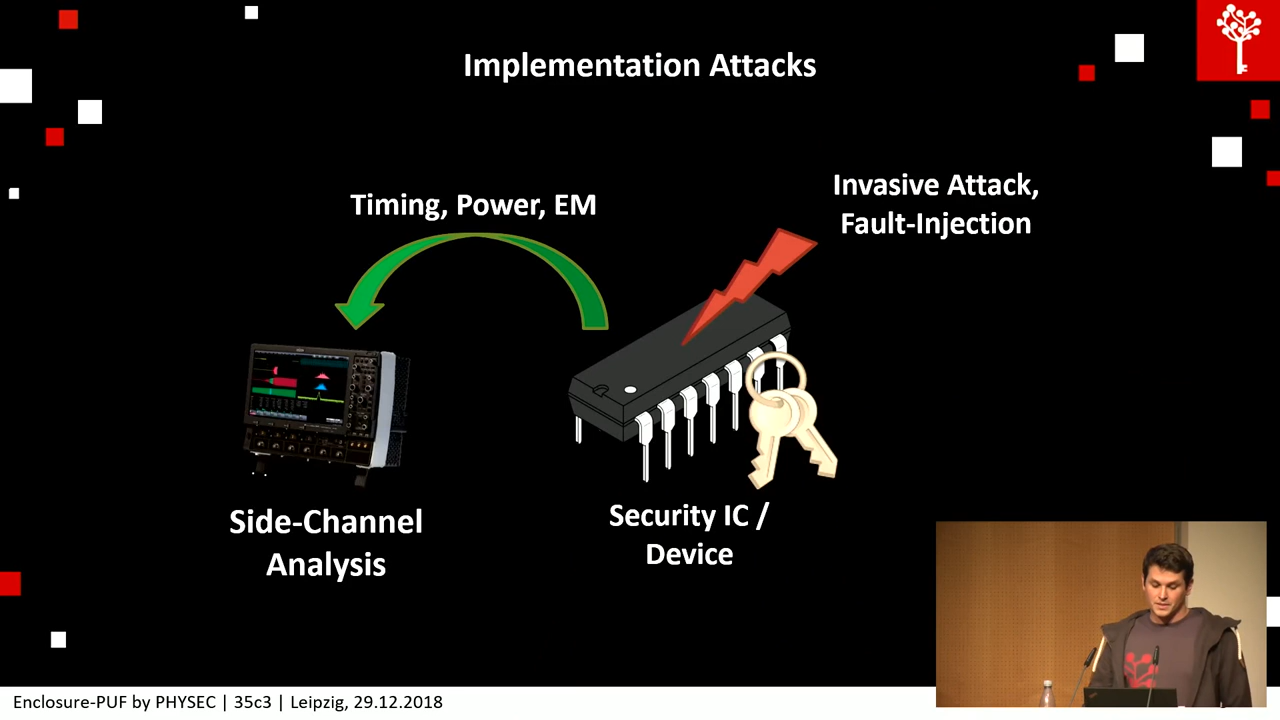 Implementation Attacks
Timing, Power, EM
Invasive Attack,
Fault-Injection
Side-Channel
Analysis
Security IC /
Device
Enclosure-PUF by PHYSEC | 35c3 | Leipzig, 29.12.2018